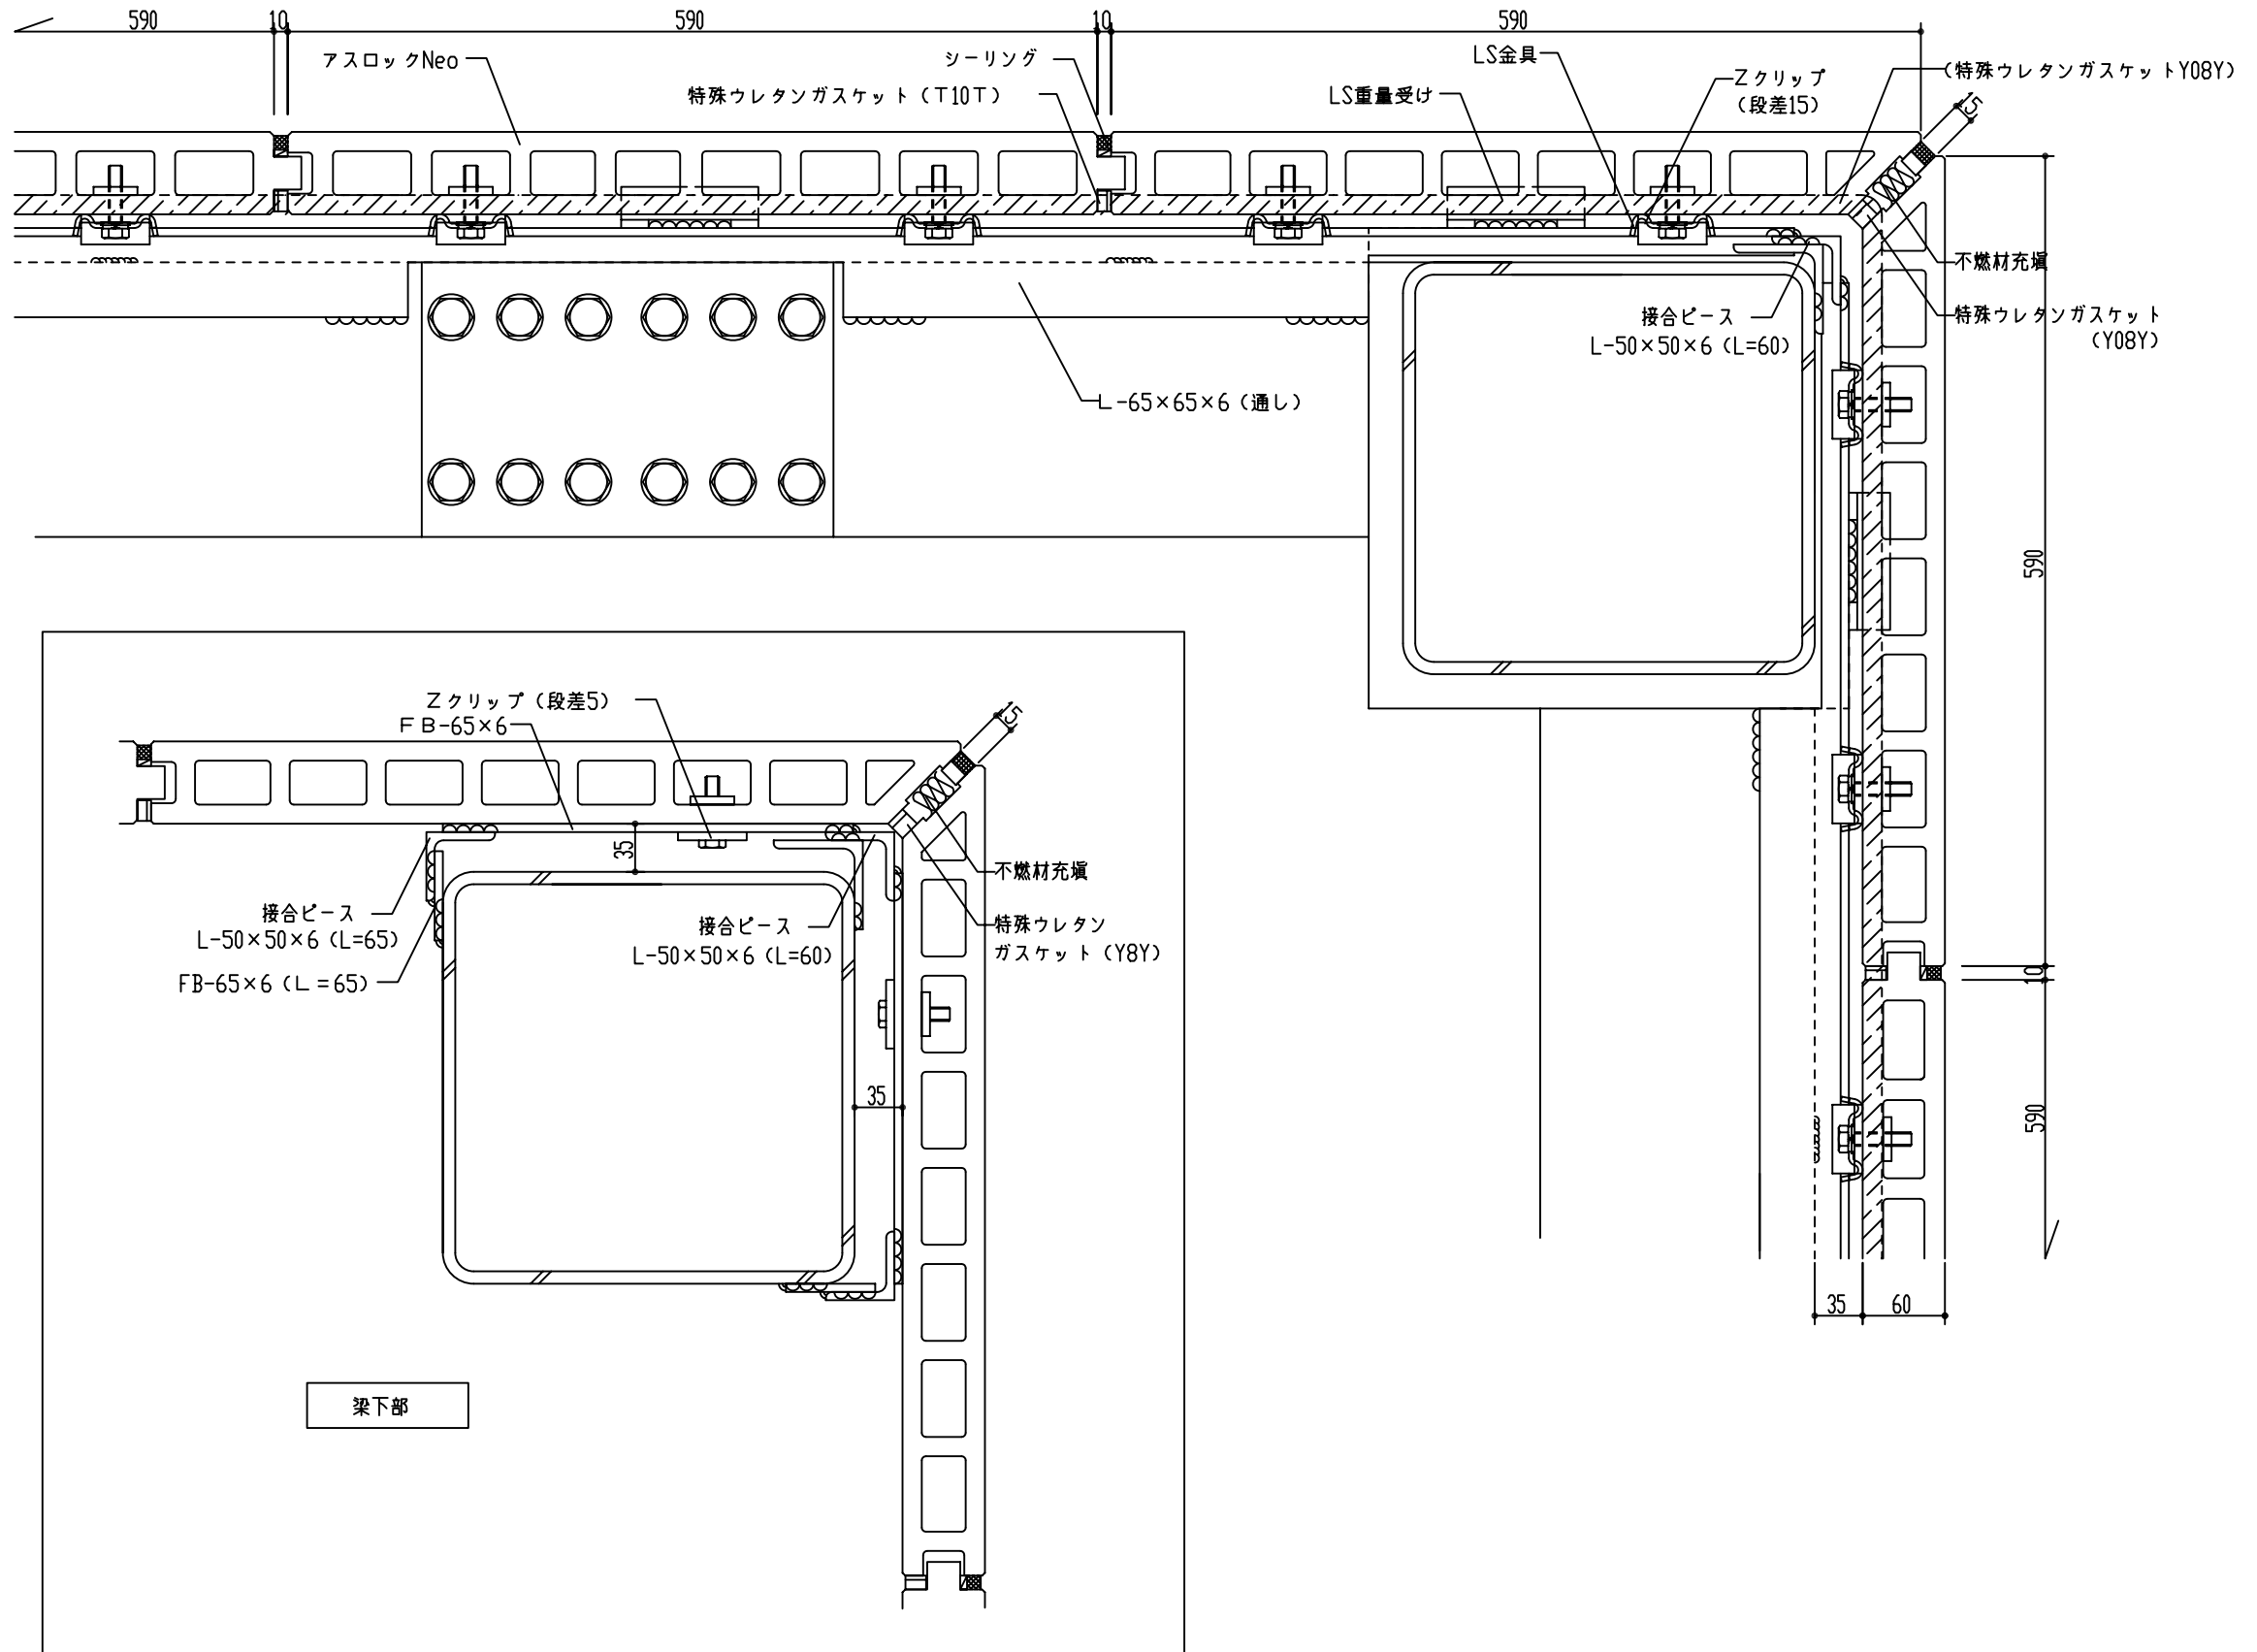 590
10
590
10
590
アスロックNeo
シーリング
LS金具
Zクリップ
（段差15）
（特殊ウレタンガスケットY08Y）
特殊ウレタンガスケット（T10T）
LS重量受け
15
不燃材充塡
特殊ウレタンガスケット
（Y08Y）
接合ピース
L-50×50×6（L=60）
L-65×65×6（通し）
590
10
590
35
60
Zクリップ（段差5）
FB-65×6
15
35
不燃材充塡
接合ピース
L-50×50×6（L=65）
接合ピース
L-50×50×6（L=60）
特殊ウレタン
ガスケット（Y8Y）
FB-65×6（L=65）
35
梁下部